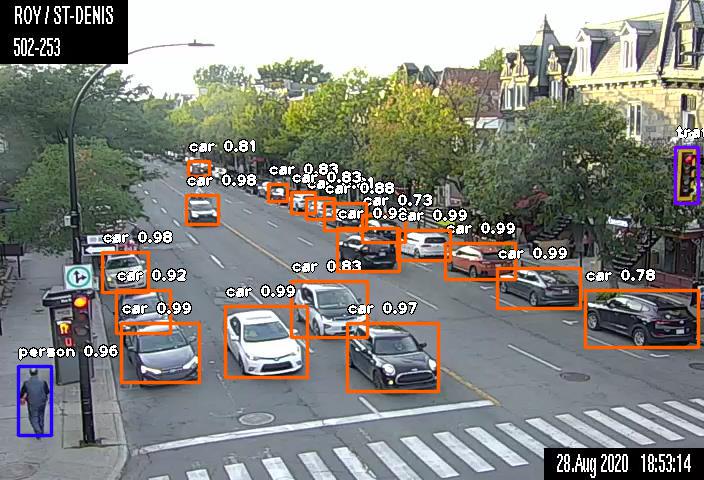 ROY / ST-DENIS
502-253
car 0.81
car 0.98
car 0.83
car 0.83
car 0.88
car 0.73
car 0.99
car 0.99
car 0.98
car 0.99
car 0.92
car 0.83
car 0.78
car 0.99
car 0.99
car 0.97
person 0.96
28.Aug 2020 18:53:14